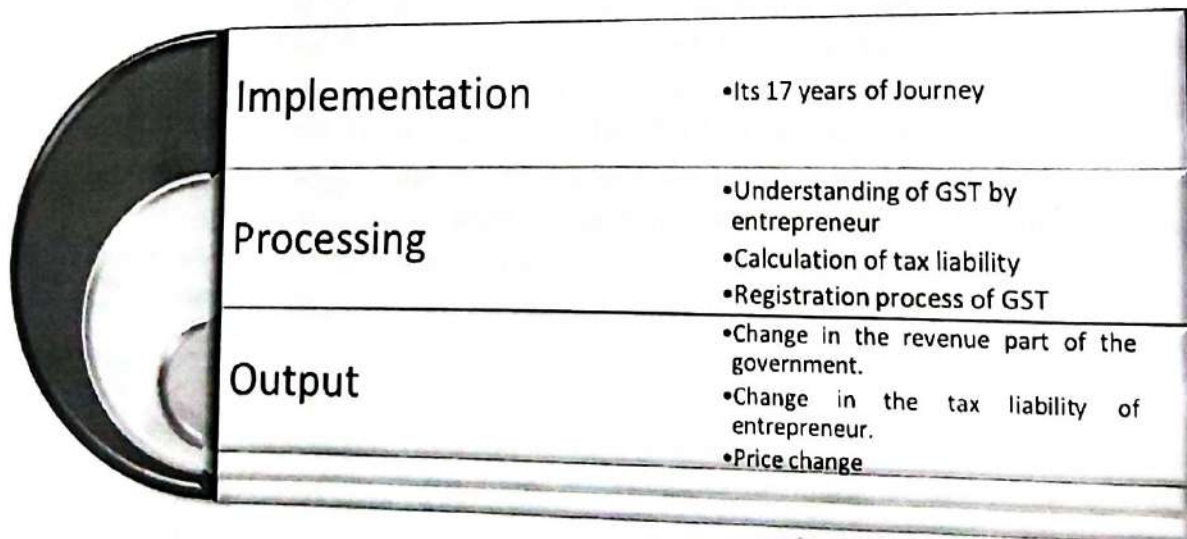 Implementation
•Its 17 years of Journey
Processing
•Understanding of GST by
entrepreneur
•Calculation of tax liability
•Registration process of GST
Output
•Change in the revenue part of the
government.
•Change in the tax liability of
entrepreneur.
•Price change